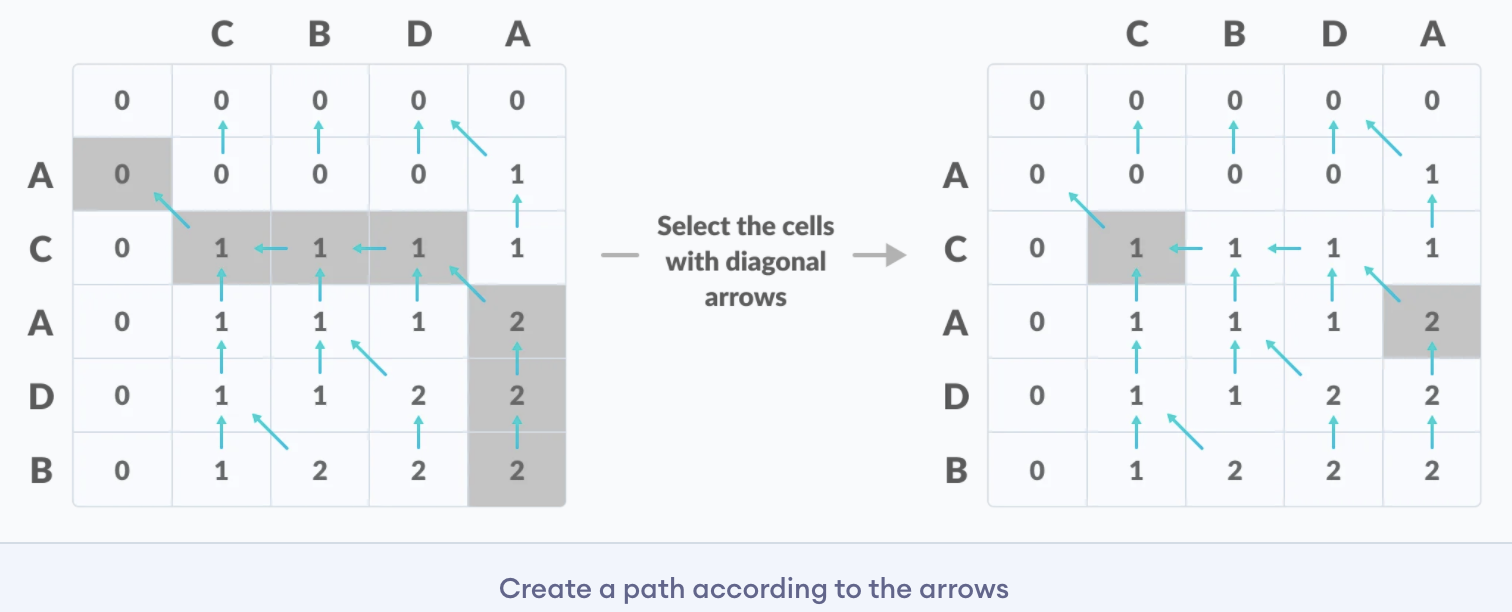 C B D A
0 0 0 0 0
A 0 0 0 0 1
C 0 1 1 1 1
A 0 1 1 1 2
D 0 1 1 2 2
B 0 1 2 2 2
Select the cells
with diagonal
arrows
C B D A
0 0 0 0 0
A 0 0 0 0 1
C 0 1 1 1 1
A 0 1 1 1 2
D 0 1 1 2 2
B 0 1 2 2 2
Create a path according to the arrows